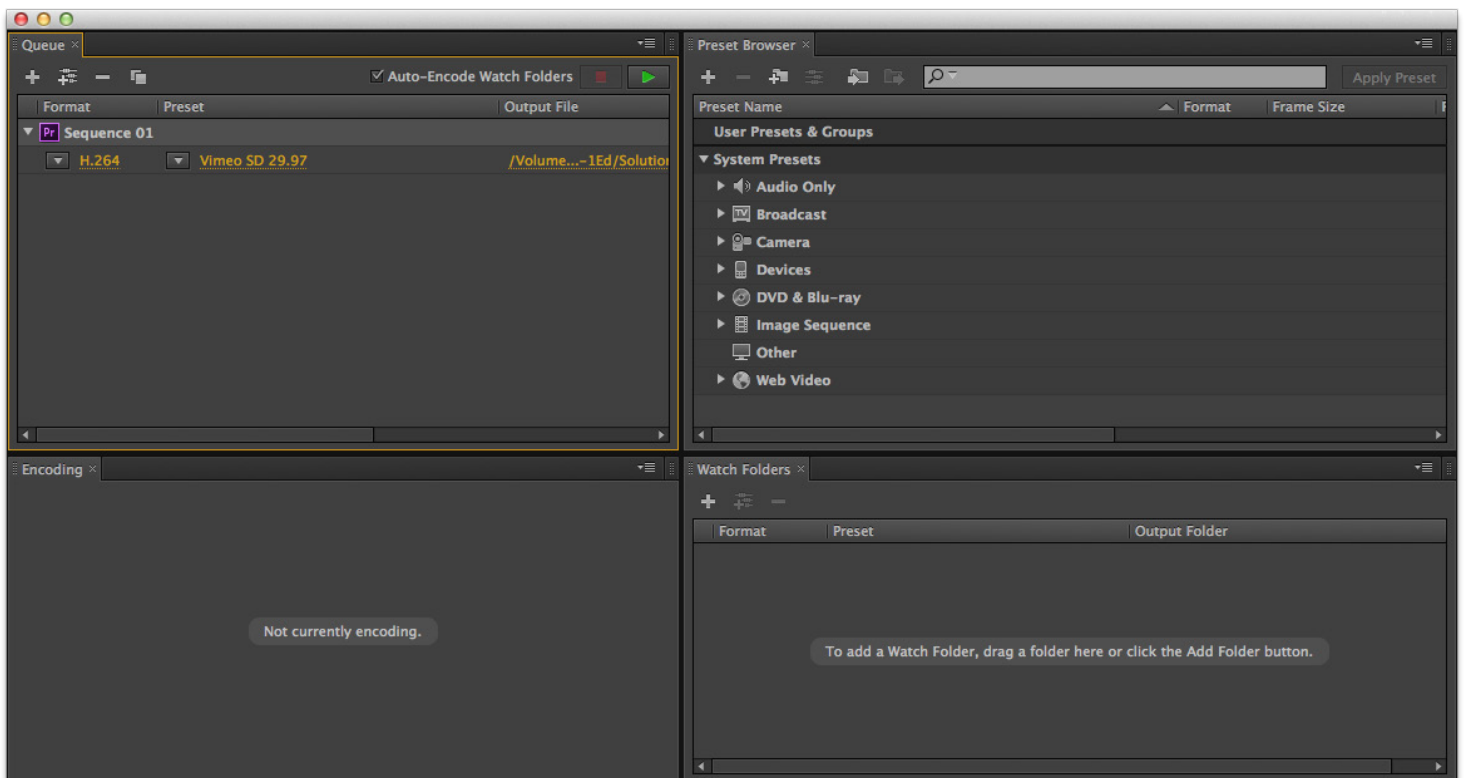 Queue
Auto-Encode Watch Folders
Format Preset Output File
Pr Sequence 01
H.264 Vimeo SD 29.97 /Volume...-1Ed/Solution
Preset Browser
Apply Preset
Preset Name Format Frame Size
User Presets & Groups
System Presets
Audio Only
TV Broadcast
Camera
Devices
DVD & Blu-ray
Image Sequence
Other
Web Video
Encoding
Not currently encoding.
Watch Folders
Format Preset Output Folder
To add a Watch Folder, drag a folder here or click the Add Folder button.